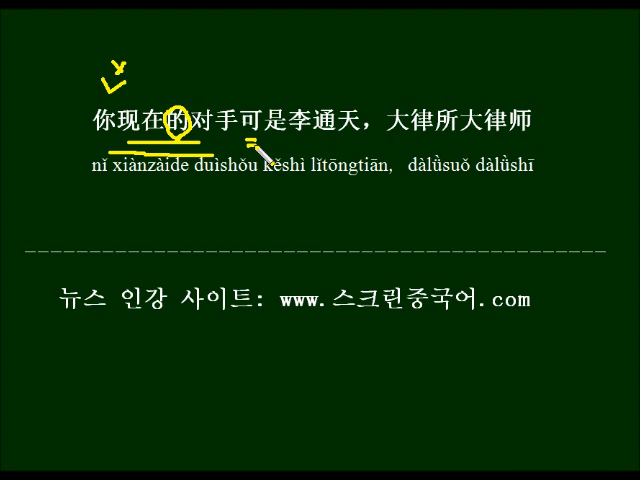 你现在的对手可是李通天，大律所大律师
nǐ xiànzàide duìshǒu kěshì lǐtōngtiān, dàlǜsuǒ dàlǜshī
뉴스 인강 사이트: www.스크린중국어.com